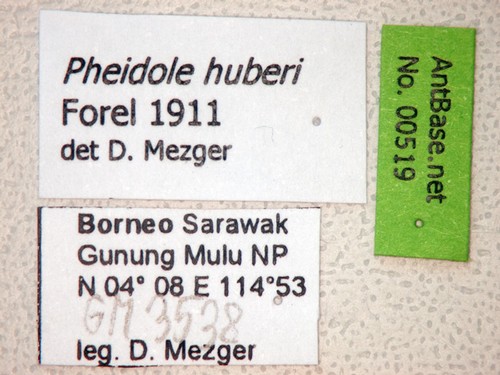 Pheidole huberi
Forel 1911
det D. Mezger
AntBase.net
No. 00519
Borneo Sarawak
Gunung Mulu NP
N 04° 08 E 114°53
GM 3538
leg. D. Mezger